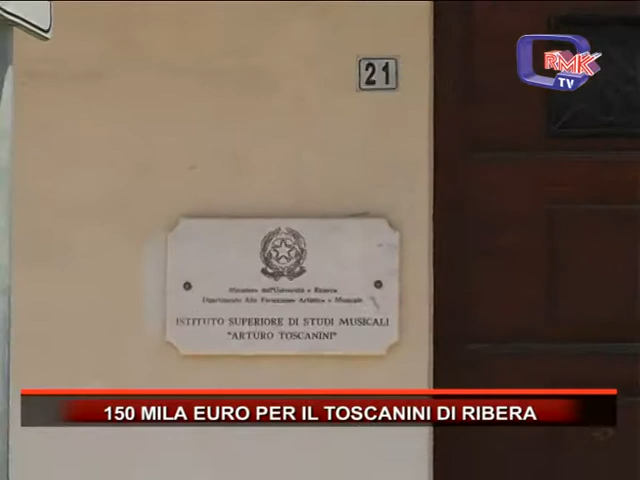 RMK
TV
21
Ministero dell'Università e Ricerca
Dipartimento Alta Formazione Artistica e Musicale
ISTITUTO SUPERIORE DI STUDI MUSICALI
"ARTURO TOSCANINI"
150 MILA EURO PER IL TOSCANINI DI RIBERA